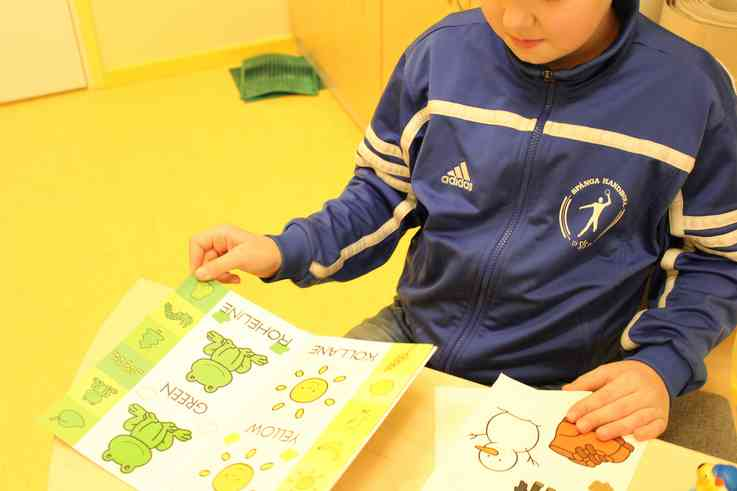 adidas
SPÅNGA HANDBOLL
ROHELINE
GREEN
KOLLANE
YELLOW